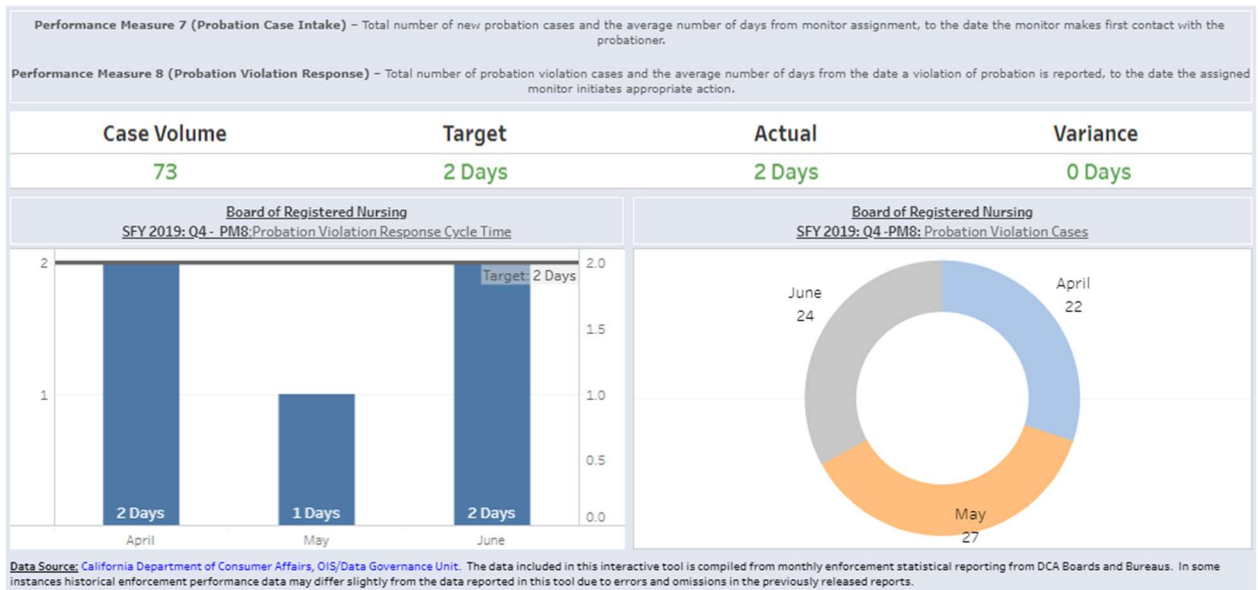 Performance Measure 7 (Probation Case Intake) – Total number of new probation cases and the average number of days from monitor assignment, to the date the monitor makes first contact with the
probationer.
Performance Measure 8 (Probation Violation Response) – Total number of probation violation cases and the average number of days from the date a violation of probation is reported, to the date the assigned
monitor initiates appropriate action.
Case Volume Target Actual Variance
73 2 Days 2 Days 0 Days
Board of Registered Nursing
SFY 2019: Q4 - PM8:Probation Violation Response Cycle Time
2
1
Target: 2 Days
2.0
1.5
1.0
0.5
0.0
2 Days 1 Days 2 Days
April May June
Board of Registered Nursing
SFY 2019: Q4 -PM8: Probation Violation Cases
June
24
April
22
May
27
Data Source: California Department of Consumer Affairs, OIS/Data Governance Unit. The data included in this interactive tool is compiled from monthly enforcement statistical reporting from DCA Boards and Bureaus. In some
instances historical enforcement performance data may differ slightly from the data reported in this tool due to errors and omissions in the previously released reports.